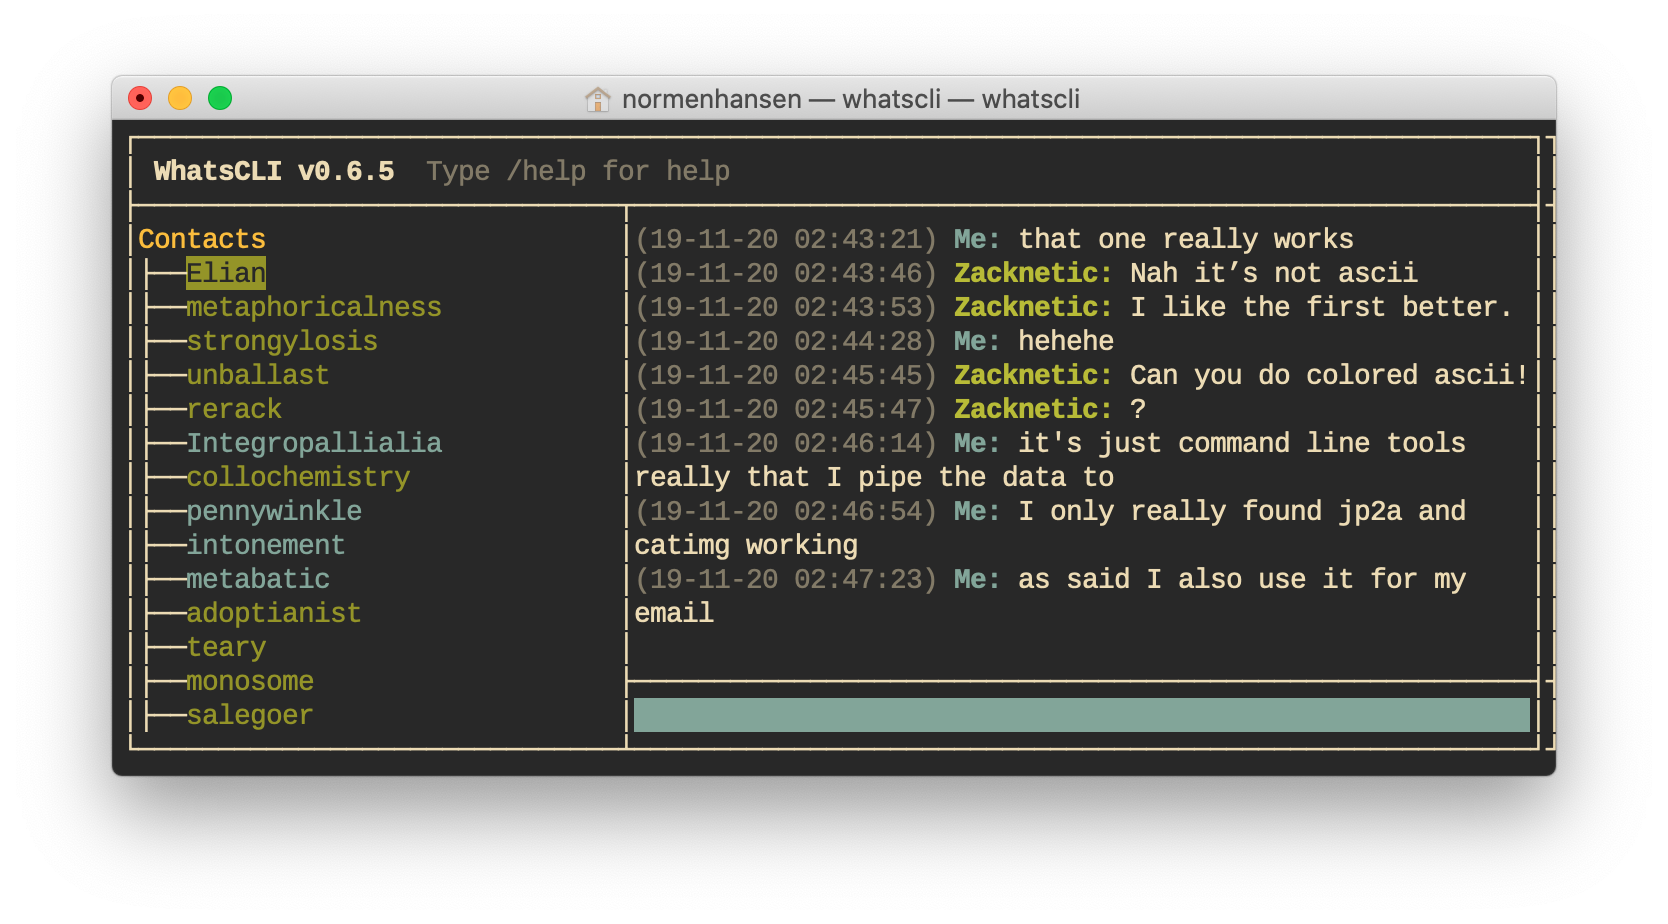 normenhansen — whatscli — whatscli
WhatsCLI v0.6.5 Type /help for help
Contacts
Elian
metaphoricalness
strongylosis
unballast
rerack
Integropallialia
collochemistry
pennywinkle
intonement
metabatic
adoptianist
teary
monosome
salegoer
(19-11-20 02:43:21) Me: that one really works
(19-11-20 02:43:46) Zacknetic: Nah it’s not ascii
(19-11-20 02:43:53) Zacknetic: I like the first better.
(19-11-20 02:44:28) Me: hehehe
(19-11-20 02:45:45) Zacknetic: Can you do colored ascii!
(19-11-20 02:45:47) Zacknetic: ?
(19-11-20 02:46:14) Me: it's just command line tools
really that I pipe the data to
(19-11-20 02:46:54) Me: I only really found jp2a and
catimg working
(19-11-20 02:47:23) Me: as said I also use it for my
email